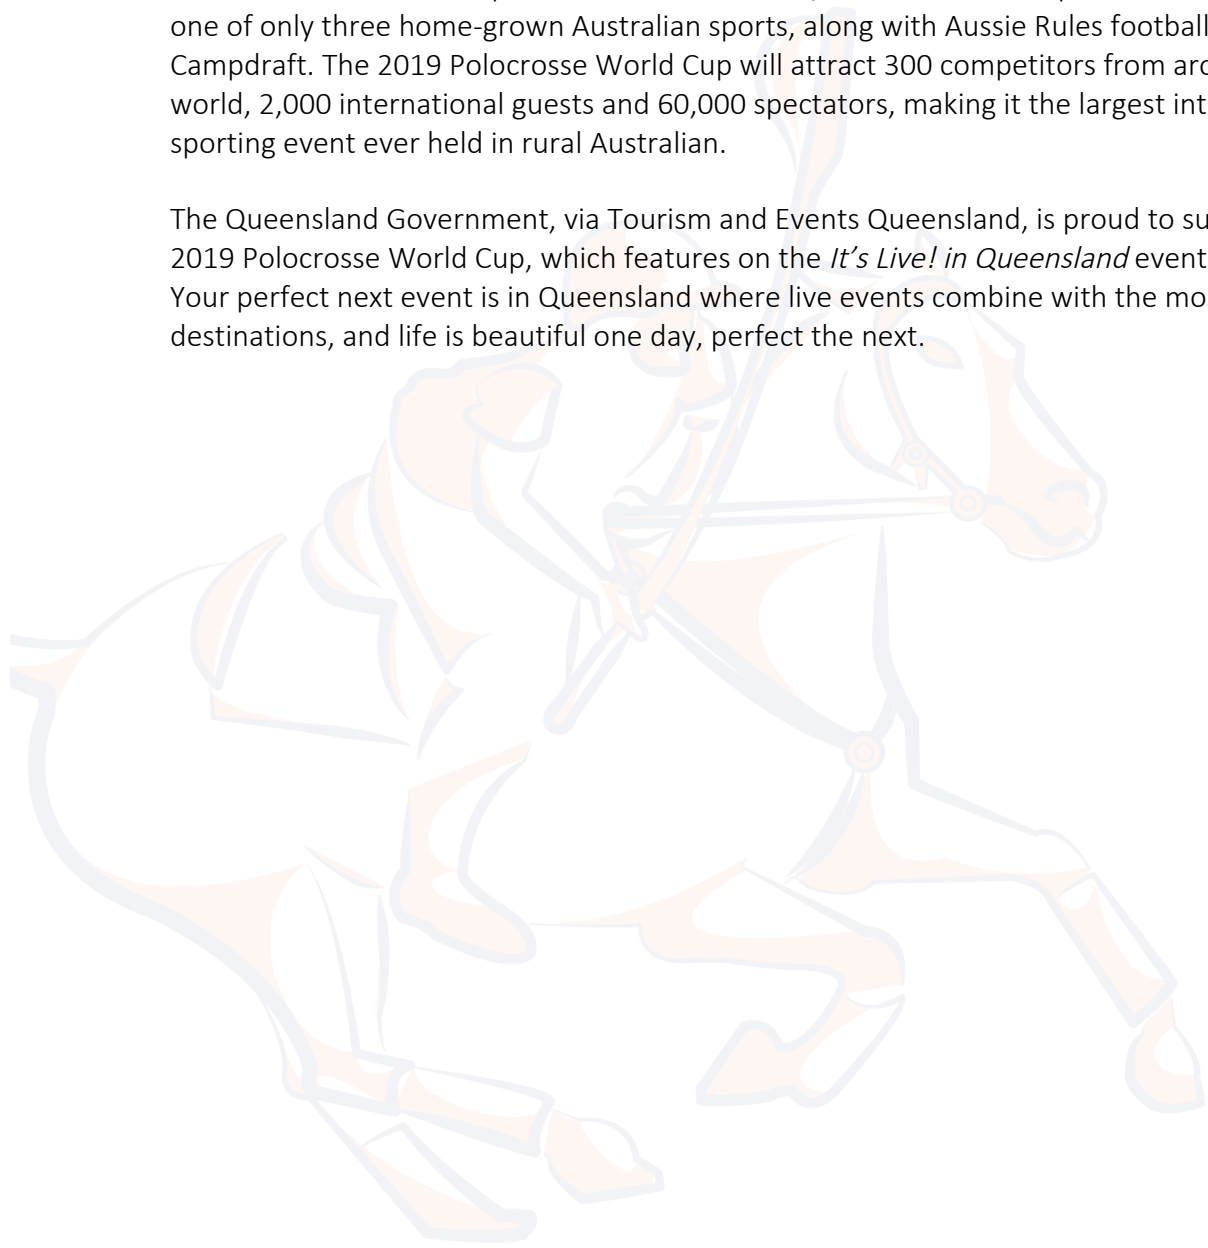 one of only three home-grown Australian sports, along with Aussie Rules football
Campdraft. The 2019 Polocrosse World Cup will attract 300 competitors from
world, 2,000 international guests and 60,000 spectators, making it the largest
sporting event ever held in rural Australian.
The Queensland Government, via Tourism and Events Queensland, is proud to
2019 Polocrosse World Cup, which features on the It’s Live! in Queensland event
Your perfect next event is in Queensland where live events combine with the
destinations, and life is beautiful one day, perfect the next.